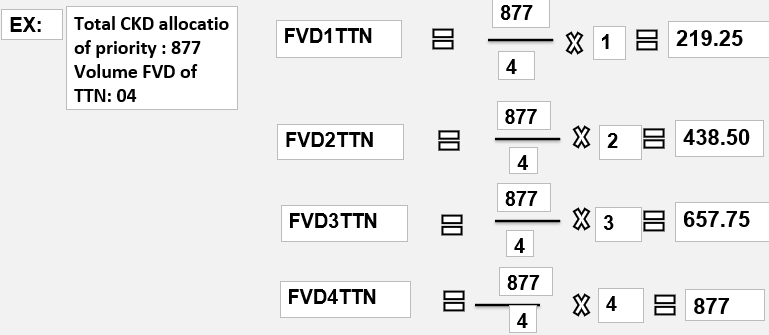 EX:
Total CKD allocatio
of priority : 877
Volume FVD of
TTN: 04
FVD1TTN = 877 / 4 × 1 = 219.25
FVD2TTN = 877 / 4 × 2 = 438.50
FVD3TTN = 877 / 4 × 3 = 657.75
FVD4TTN = 877 / 4 × 4 = 877